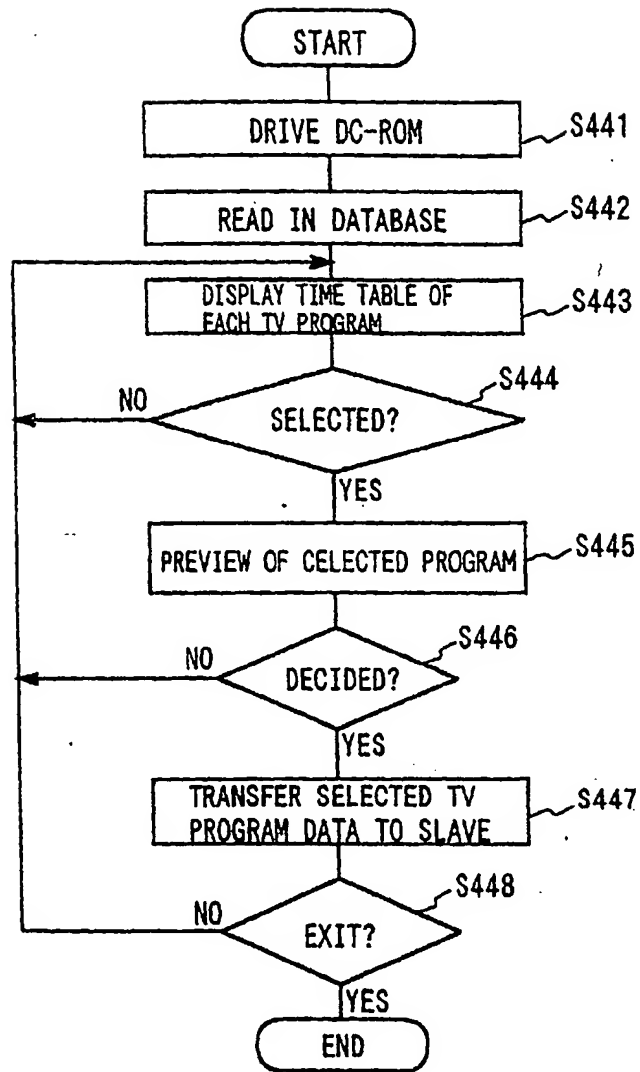 START
DRIVE DC-ROM
S441
READ IN DATABASE
S442
DISPLAY TIME TABLE OF
EACH TV PROGRAM
S443
S444
NO
SELECTED?
YES
PREVIEW OF CELECTED PROGRAM
S445
S446
NO
DECIDED?
YES
TRANSFER SELECTED TV
PROGRAM DATA TO SLAVE
S447
S448
NO
EXIT?
YES
END